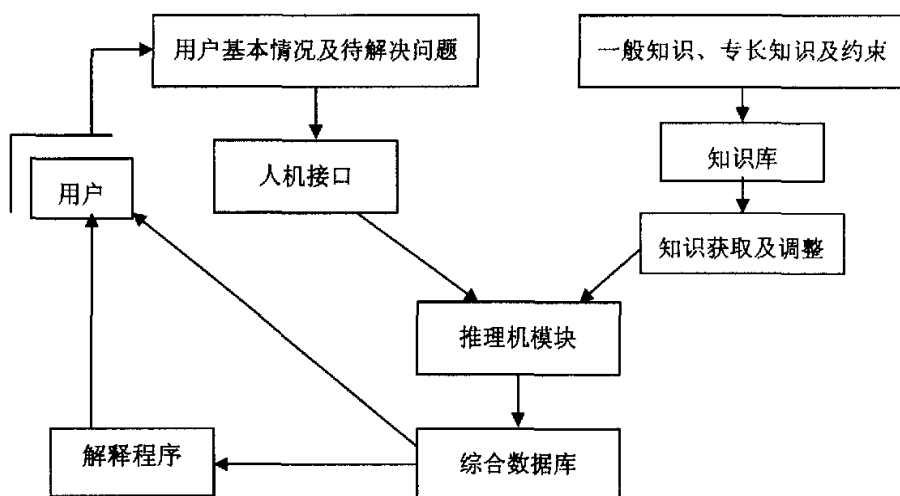 用户基本情况及待解决问题
一般知识、专长知识及约束
人机接口
知识库
用户
知识获取及调整
推理机模块
解释程序
综合数据库